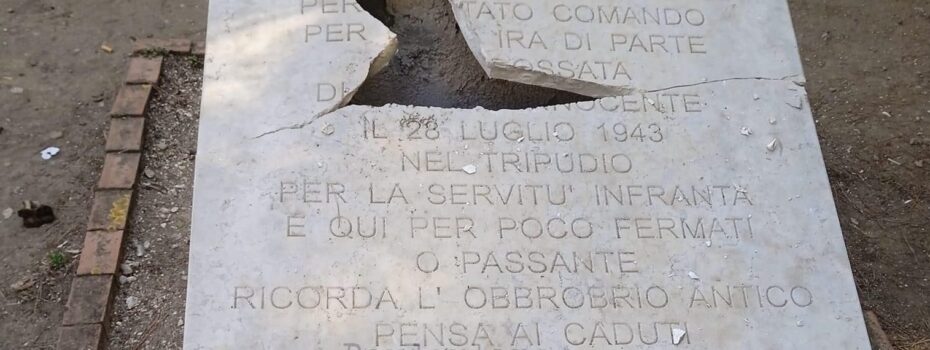 PER TATO COMANDO
PER IRA DI PARTE
OSSATA
DI NOCENTE
IL 28 LUGLIO 1943
NEL TRIPUDIO
PER LA SERVITU' INFRANTA
E QUI PER POCO FERMATI
O PASSANTE
RICORDA L' OBBROBRIO ANTICO
PENSA AI CADUTI